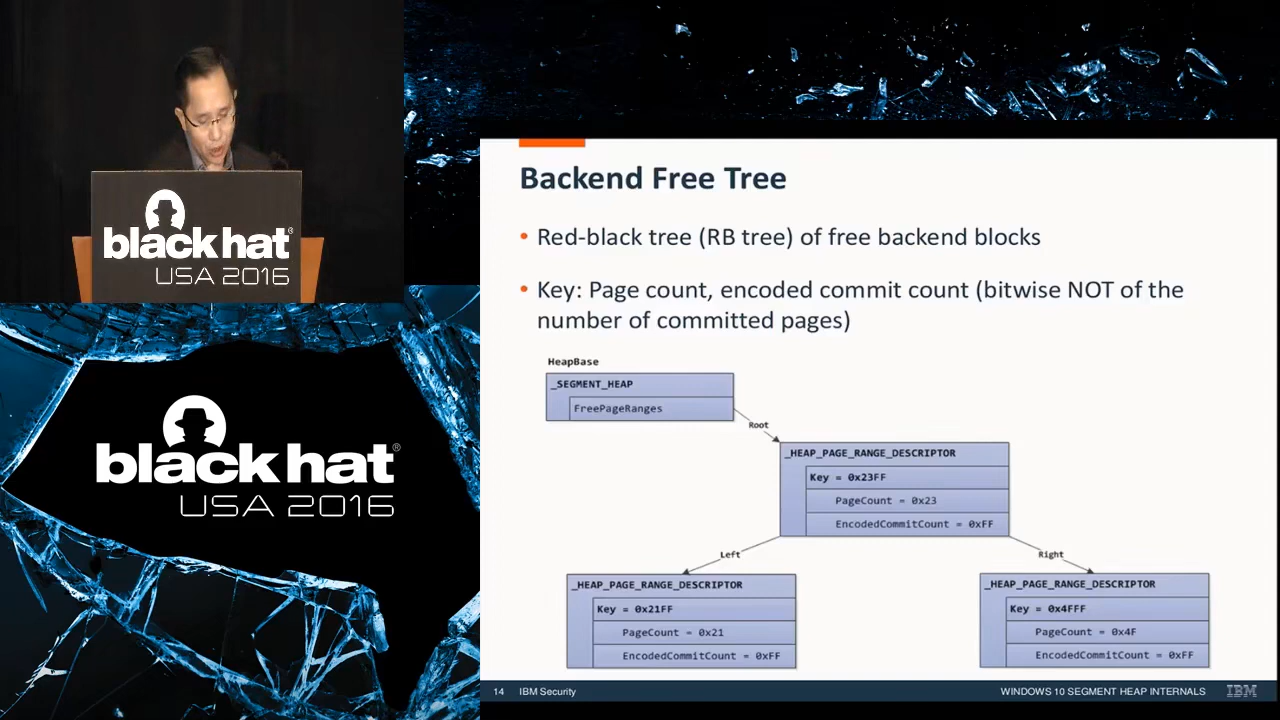 black hat®
USA 2016
black hat®
USA 2016
Backend Free Tree
• Red-black tree (RB tree) of free backend blocks
• Key: Page count, encoded commit count (bitwise NOT of the
number of committed pages)
HeapBase
_SEGMENT_HEAP
FreePageRanges
Root
_HEAP_PAGE_RANGE_DESCRIPTOR
Key = 0x23FF
PageCount = 0x23
EncodedCommitCount = 0xFF
Left
Right
_HEAP_PAGE_RANGE_DESCRIPTOR
Key = 0x21FF
PageCount = 0x21
EncodedCommitCount = 0xFF
_HEAP_PAGE_RANGE_DESCRIPTOR
Key = 0x4FFF
PageCount = 0x4F
EncodedCommitCount = 0xFF
14 IBM Security
WINDOWS 10 SEGMENT HEAP INTERNALS IBM